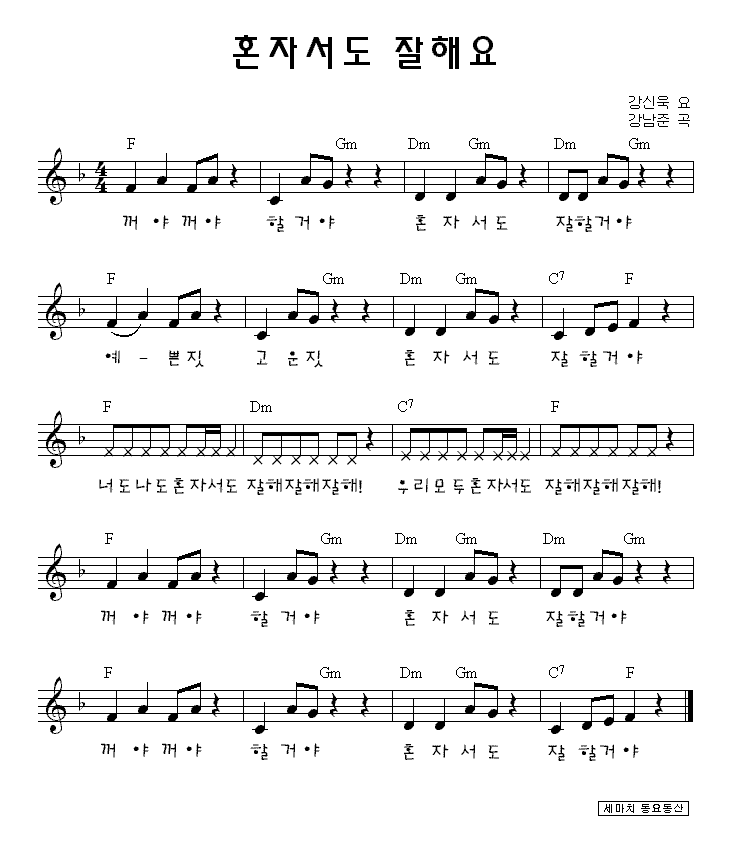 혼자서도 잘해요
강신욱 요
강남준 곡
F Gm Dm Gm Dm Gm
4
4
꺼 야 꺼 야 할 거 야 혼 자 서 도 잘할거야
F Gm Dm Gm C7 F
예 - 쁜 짓 고 운 짓 혼 자 서 도 잘 할 거 야
F Dm C7 F
너도나도혼자서도 잘해잘해잘해! 우리모두혼자서도 잘해잘해잘해!
F Gm Dm Gm Dm Gm
꺼 야 꺼 야 할 거 야 혼 자 서 도 잘할거야
F Gm Dm Gm C7 F
꺼 야 꺼 야 할 거 야 혼 자 서 도 잘 할 거 야
세마치 동요동산